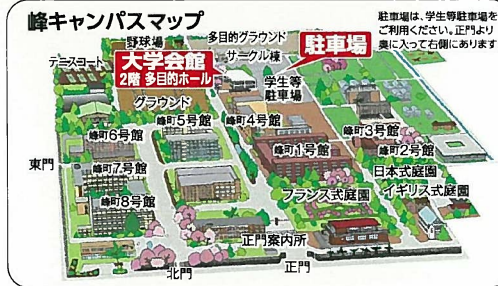 峰キャンパスマップ
駐車場は、学生等駐車場を
ご利用ください。正門より
奥に入って右側にあります
野球場
多目的グラウンド
サークル棟
駐車場
テニスコート
大学会館
2階 多目的ホール
学生等
駐車場
グラウンド
峰町5号館
峰町4号館
峰町6号館
峰町3号館
峰町1号館
峰町2号館
東門
峰町7号館
日本式庭園
フランス式庭園
イギリス式庭園
峰町8号館
正門案内所
北門
正門